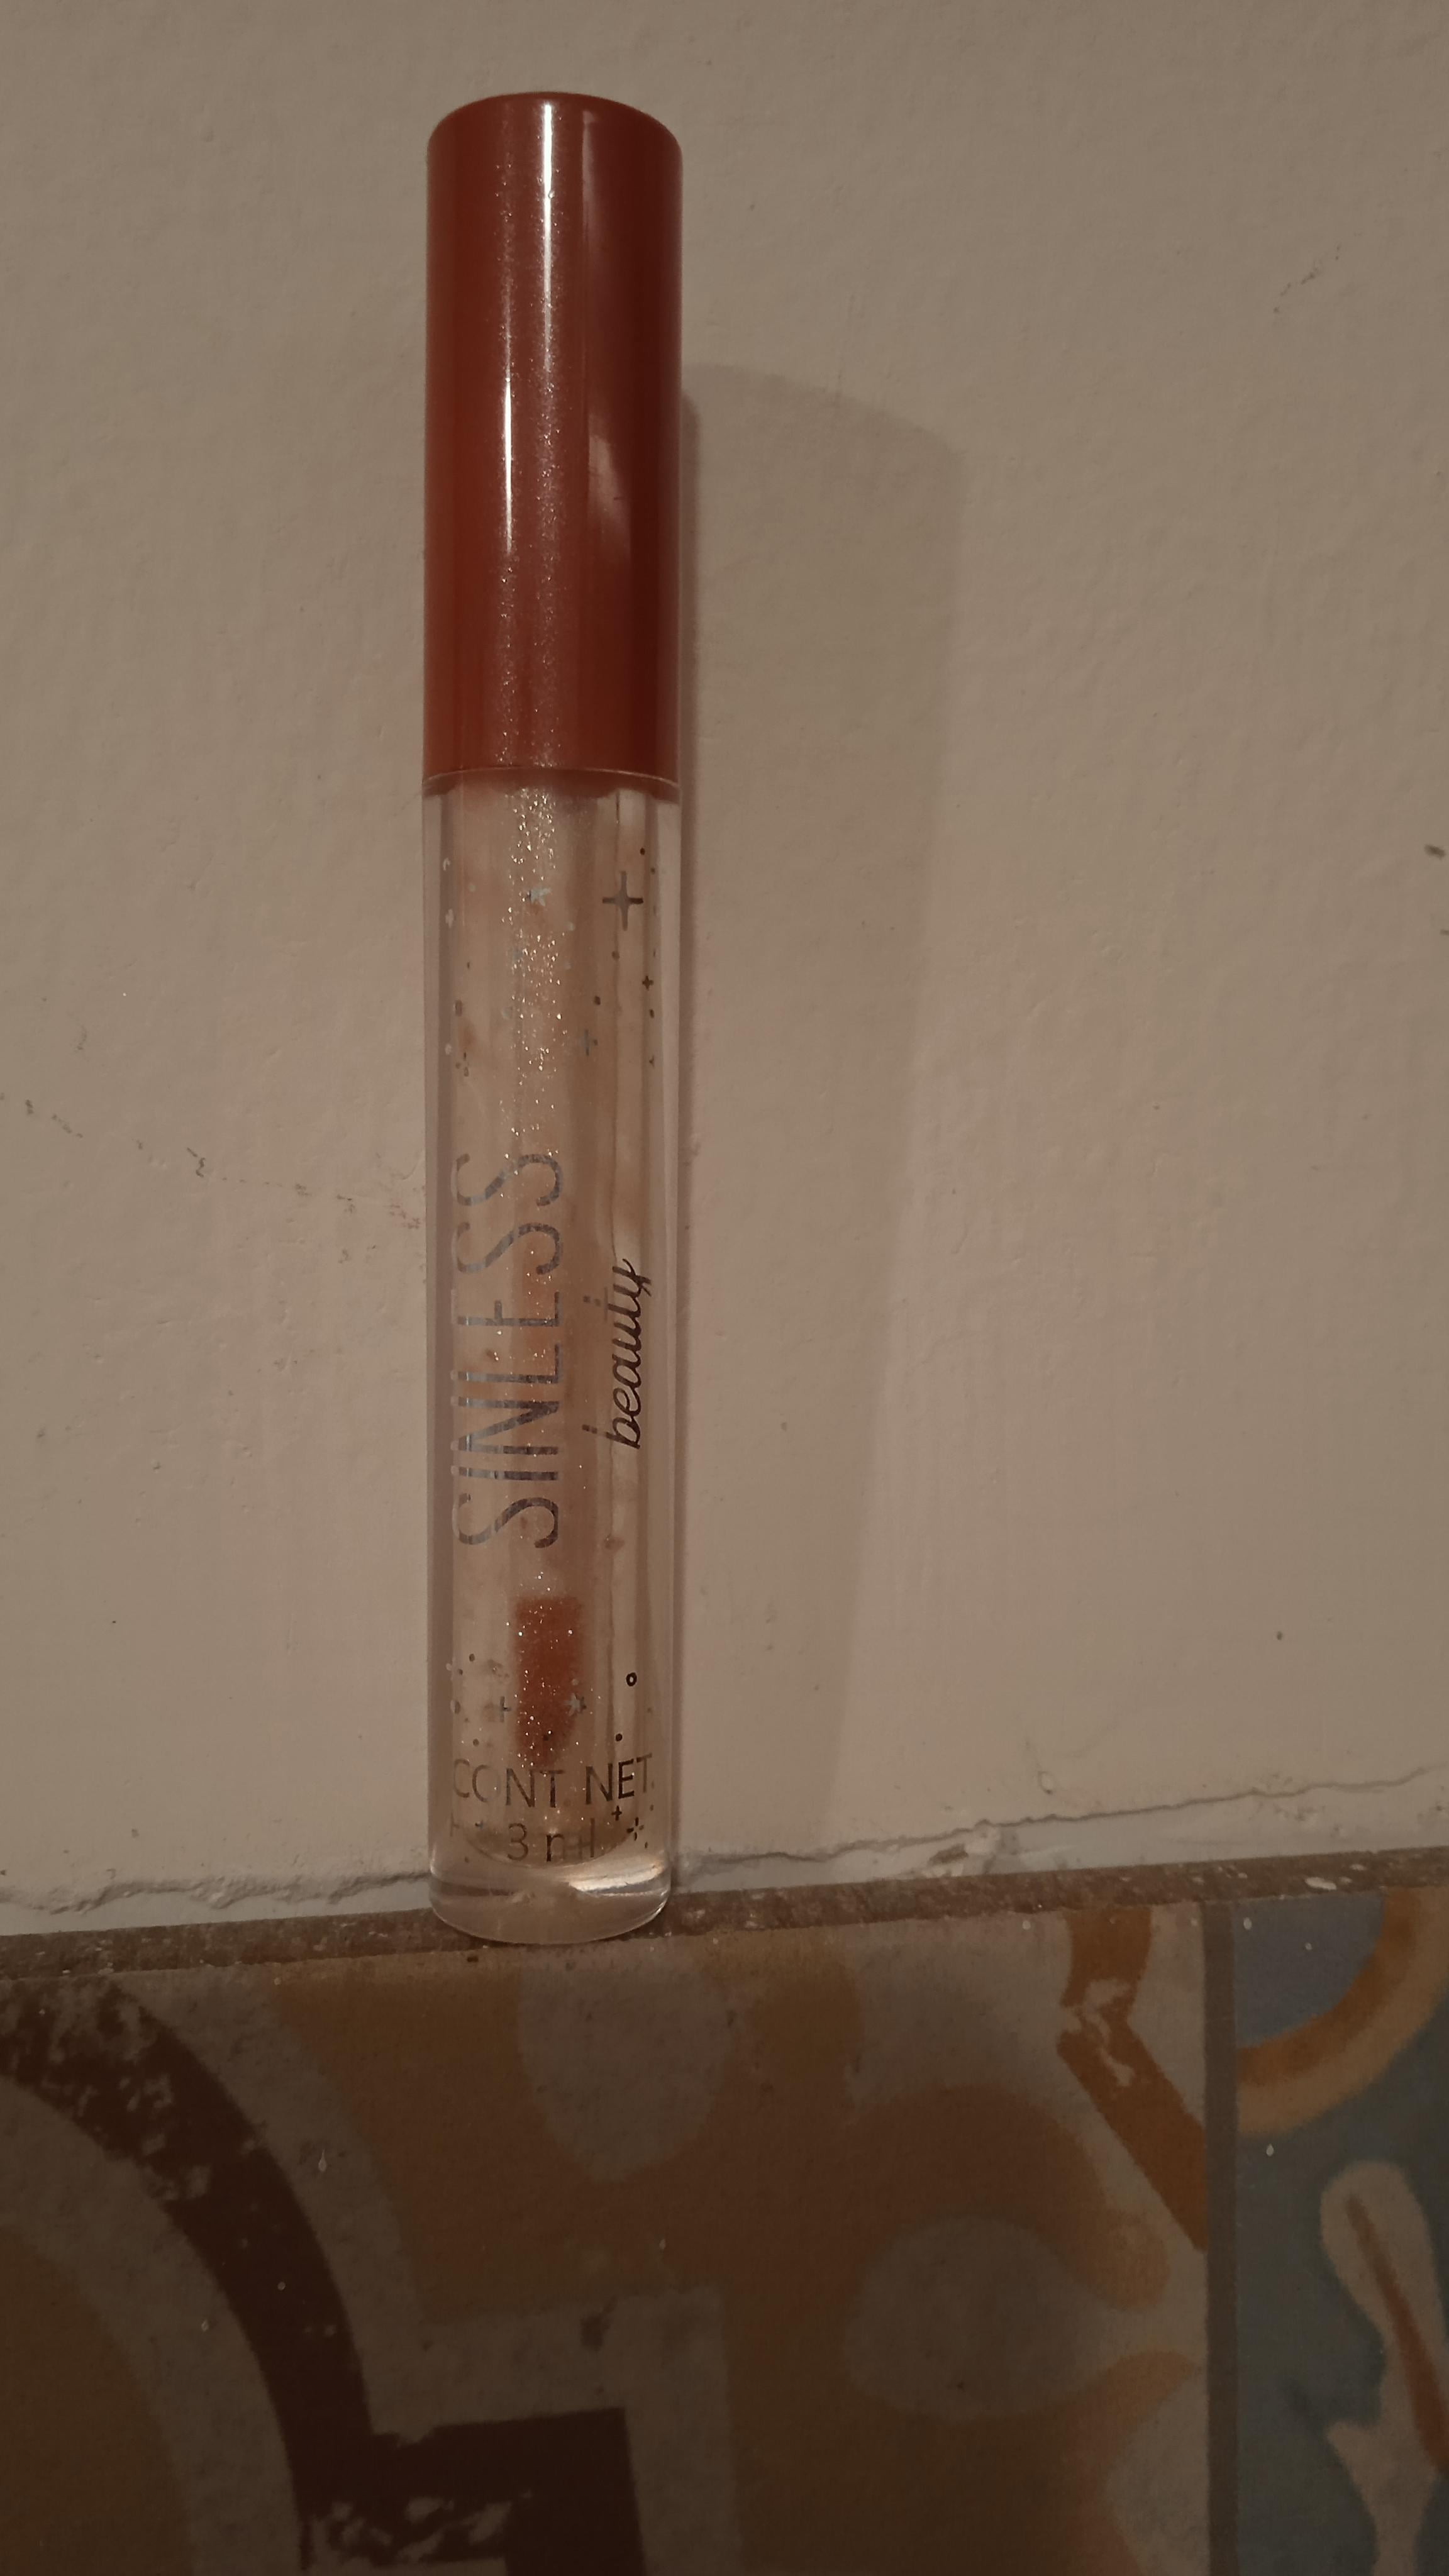 SINLESS
beauty
CONT NET
3 ml